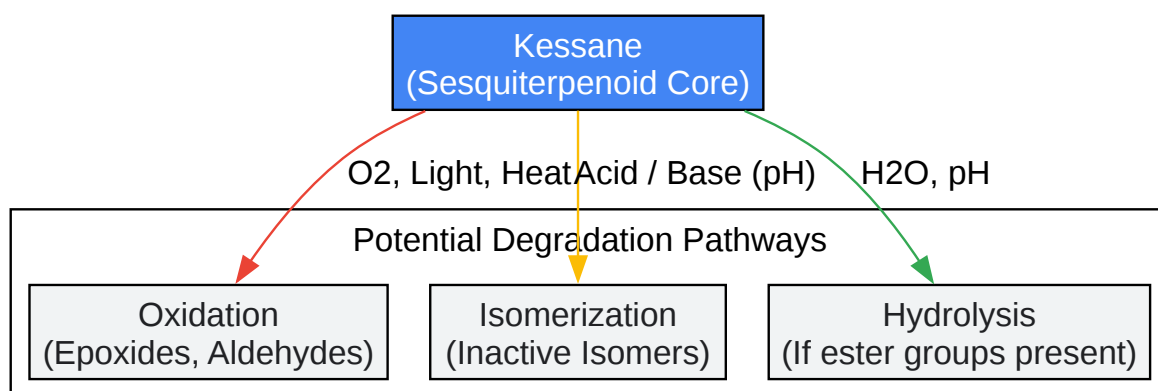 Kessane
(Sesquiterpenoid Core)
O2, Light, Heat
Acid / Base (pH)
H2O, pH
Potential Degradation Pathways
Oxidation
(Epoxides, Aldehydes)
Isomerization
(Inactive Isomers)
Hydrolysis
(If ester groups present)